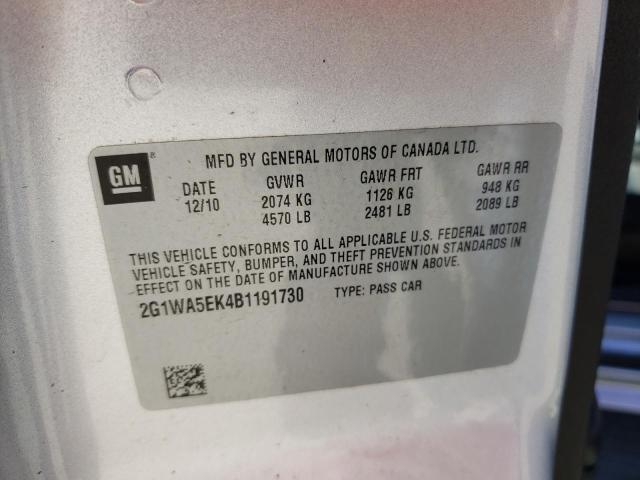 GM®
MFD BY GENERAL MOTORS OF CANADA LTD.
DATE GVWR GAWR FRT GAWR RR
12/10 2074 KG 1126 KG 948 KG
4570 LB 2481 LB 2089 LB
THIS VEHICLE CONFORMS TO ALL APPLICABLE U.S. FEDERAL MOTOR
VEHICLE SAFETY, BUMPER, AND THEFT PREVENTION STANDARDS IN
EFFECT ON THE DATE OF MANUFACTURE SHOWN ABOVE.
2G1WA5EK4B1191730 TYPE: PASS CAR